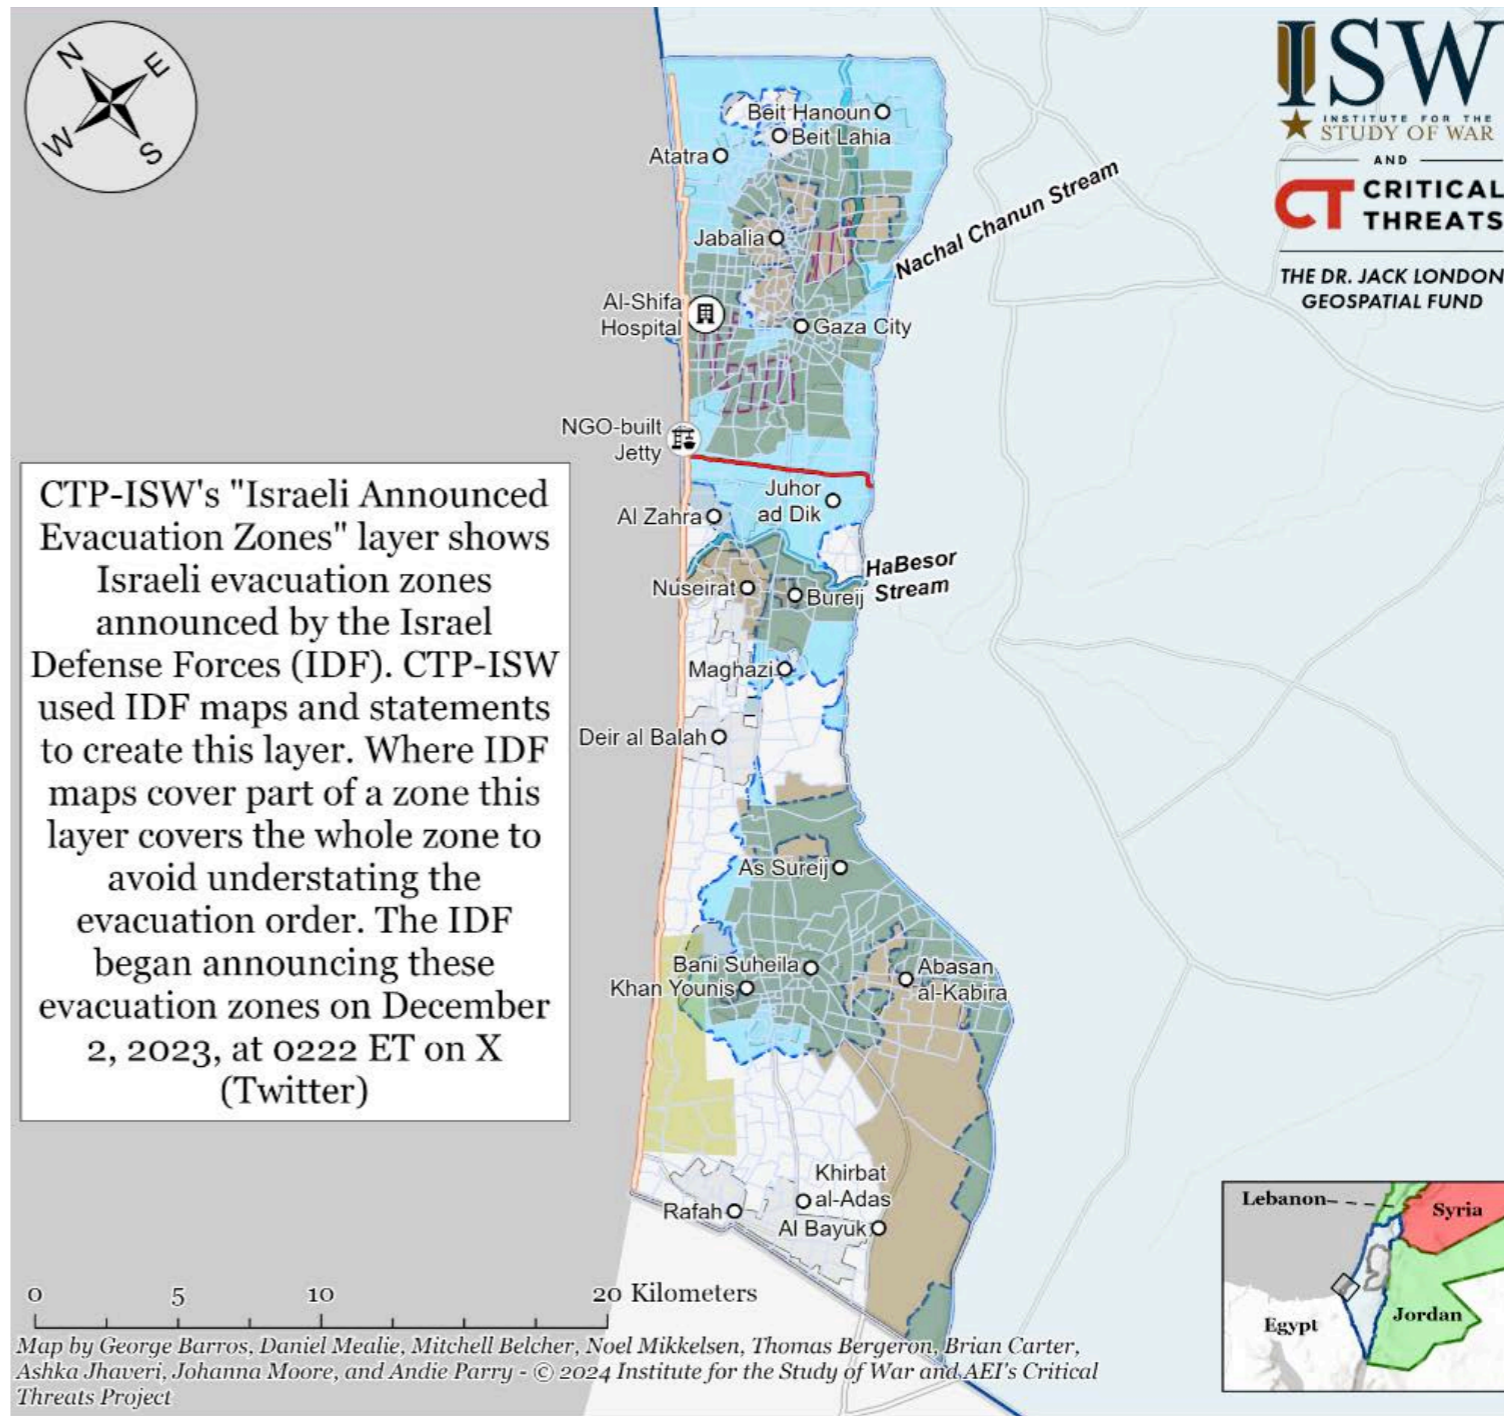 N
E
W
S
ISW
INSTITUTE FOR THE
STUDY OF WAR
AND
CT CRITICAL
THREATS
THE DR. JACK LONDON
GEOSPATIAL FUND
Beit Hanoun
Beit Lahia
Atatra
Nachal Chanun Stream
Jabalia
Al-Shifa
Hospital
Gaza City
NGO-built
Jetty
Juhor
ad Dik
Al Zahra
HaBesor
Stream
Nuseirat
Bureij
Maghazi
Deir al Balah
As Sureij
Bani Suheila
Khan Younis
Abasan
al-Kabira
Khirbat
al-Adas
Rafah
Al Bayuk
CTP-ISW's "Israeli Announced
Evacuation Zones" layer shows
Israeli evacuation zones
announced by the Israel
Defense Forces (IDF). CTP-ISW
used IDF maps and statements
to create this layer. Where IDF
maps cover part of a zone this
layer covers the whole zone to
avoid understating the
evacuation order. The IDF
began announcing these
evacuation zones on December
2, 2023, at 0222 ET on X
(Twitter)
Lebanon
Syria
Egypt
Jordan
0 5 10 20 Kilometers
Map by George Barros, Daniel Mealie, Mitchell Belcher, Noel Mikkelsen, Thomas Bergeron, Brian Carter,
Ashka Jhaveri, Johanna Moore, and Andie Parry - © 2024 Institute for the Study of War and AEI's Critical
Threats Project